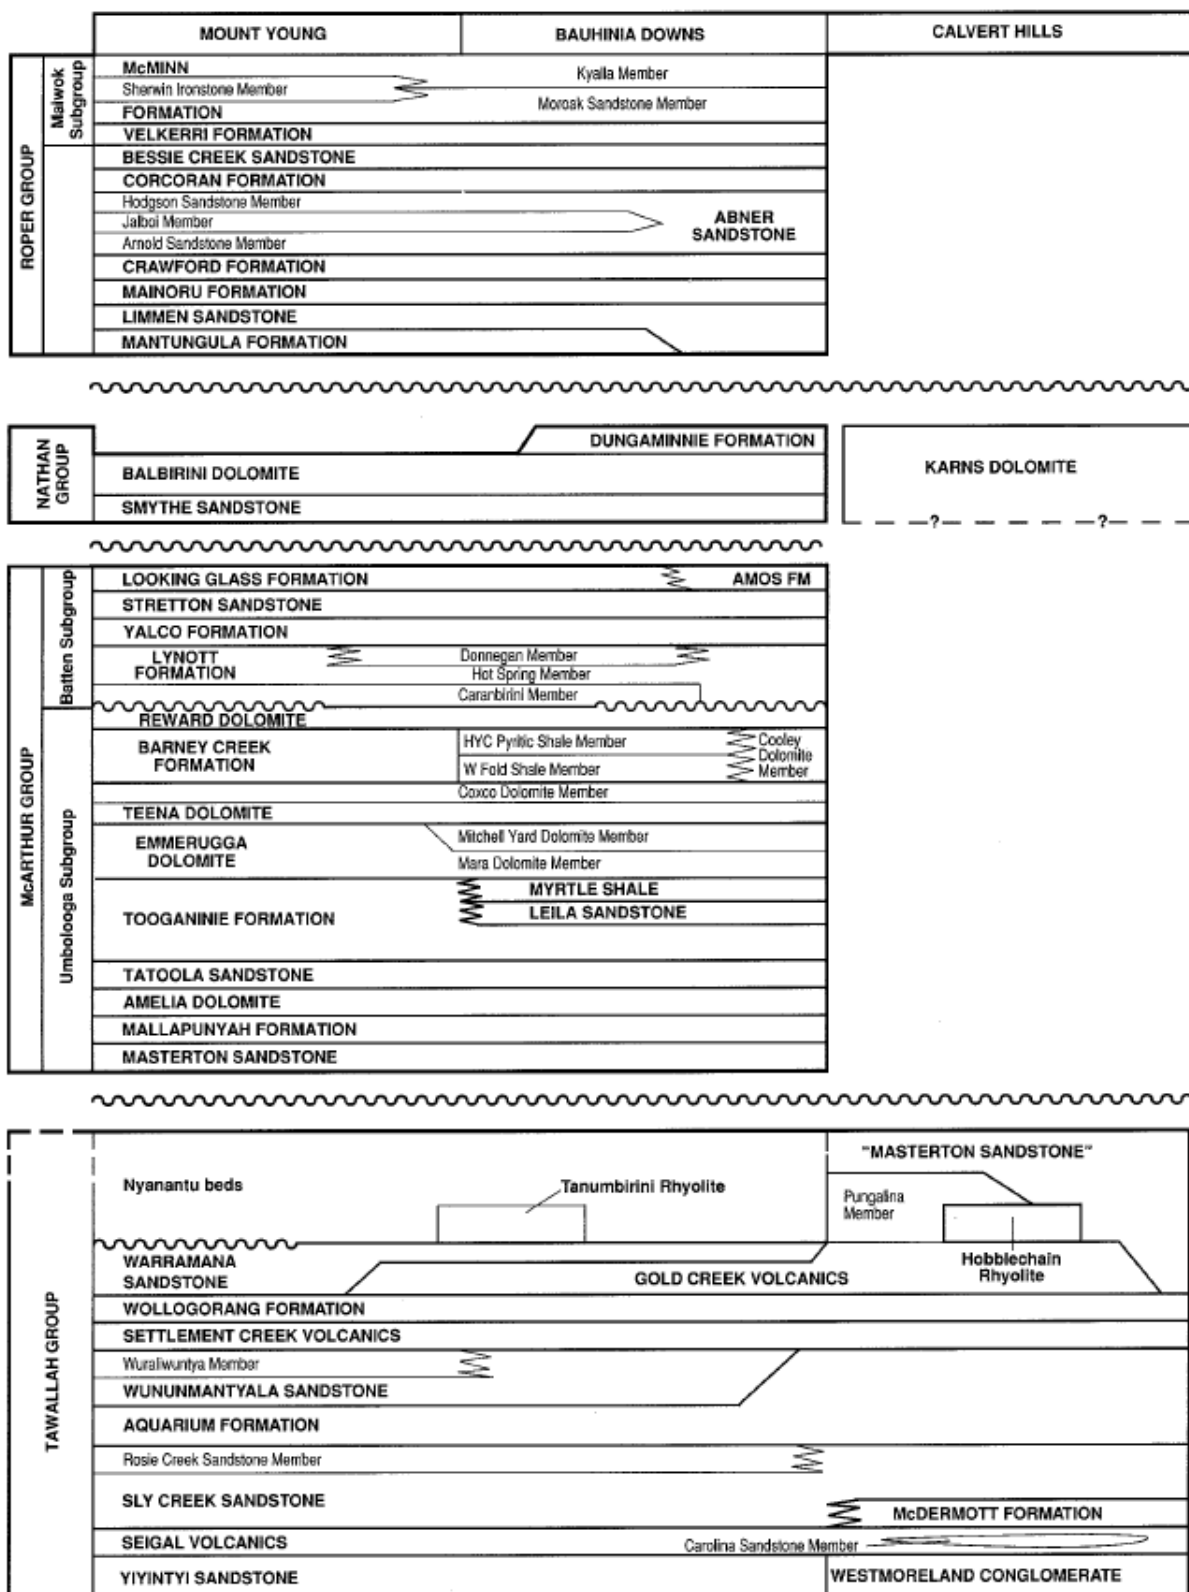 MOUNT YOUNG
BAUHINIA DOWNS
CALVERT HILLS
ROPER GROUP
Maiwok Subgroup
McMINN
Sherwin Ironstone Member
FORMATION
Kyalla Member
Moroak Sandstone Member
VELKERRI FORMATION
BESSIE CREEK SANDSTONE
CORCORAN FORMATION
Hodgson Sandstone Member
Jalboi Member
Arnold Sandstone Member
ABNER
SANDSTONE
CRAWFORD FORMATION
MAINORU FORMATION
LIMMEN SANDSTONE
MANTUNGULA FORMATION
NATHAN
GROUP
DUNGAMINNIE FORMATION
BALBIRINI DOLOMITE
SMYTHE SANDSTONE
KARNS DOLOMITE
? ?
McARTHUR GROUP
Batten Subgroup
LOOKING GLASS FORMATION
AMOS FM
STRETTON SANDSTONE
YALCO FORMATION
LYNOTT
FORMATION
Donnegan Member
Hot Spring Member
Caranbirini Member
Umbolooga Subgroup
REWARD DOLOMITE
BARNEY CREEK
FORMATION
HYC Pyritic Shale Member
W Fold Shale Member
Cooley
Dolomite
Member
Coxco Dolomite Member
TEENA DOLOMITE
EMMERUGGA
DOLOMITE
Mitchell Yard Dolomite Member
Mara Dolomite Member
TOOGANINIE FORMATION
MYRTLE SHALE
LEILA SANDSTONE
TATOOLA SANDSTONE
AMELIA DOLOMITE
MALLAPUNYAH FORMATION
MASTERTON SANDSTONE
TAWALLAH GROUP
Nyanantu beds
Tanumbirini Rhyolite
"MASTERTON SANDSTONE"
Pungalina
Member
Hobblechain
Rhyolite
WARRAMANA
SANDSTONE
GOLD CREEK VOLCANICS
WOLLOGORANG FORMATION
SETTLEMENT CREEK VOLCANICS
Wuraliwuntya Member
WUNUNMANTYALA SANDSTONE
AQUARIUM FORMATION
Rosie Creek Sandstone Member
SLY CREEK SANDSTONE
McDERMOTT FORMATION
SEIGAL VOLCANICS
Carolina Sandstone Member
YIYINTYI SANDSTONE
WESTMORELAND CONGLOMERATE